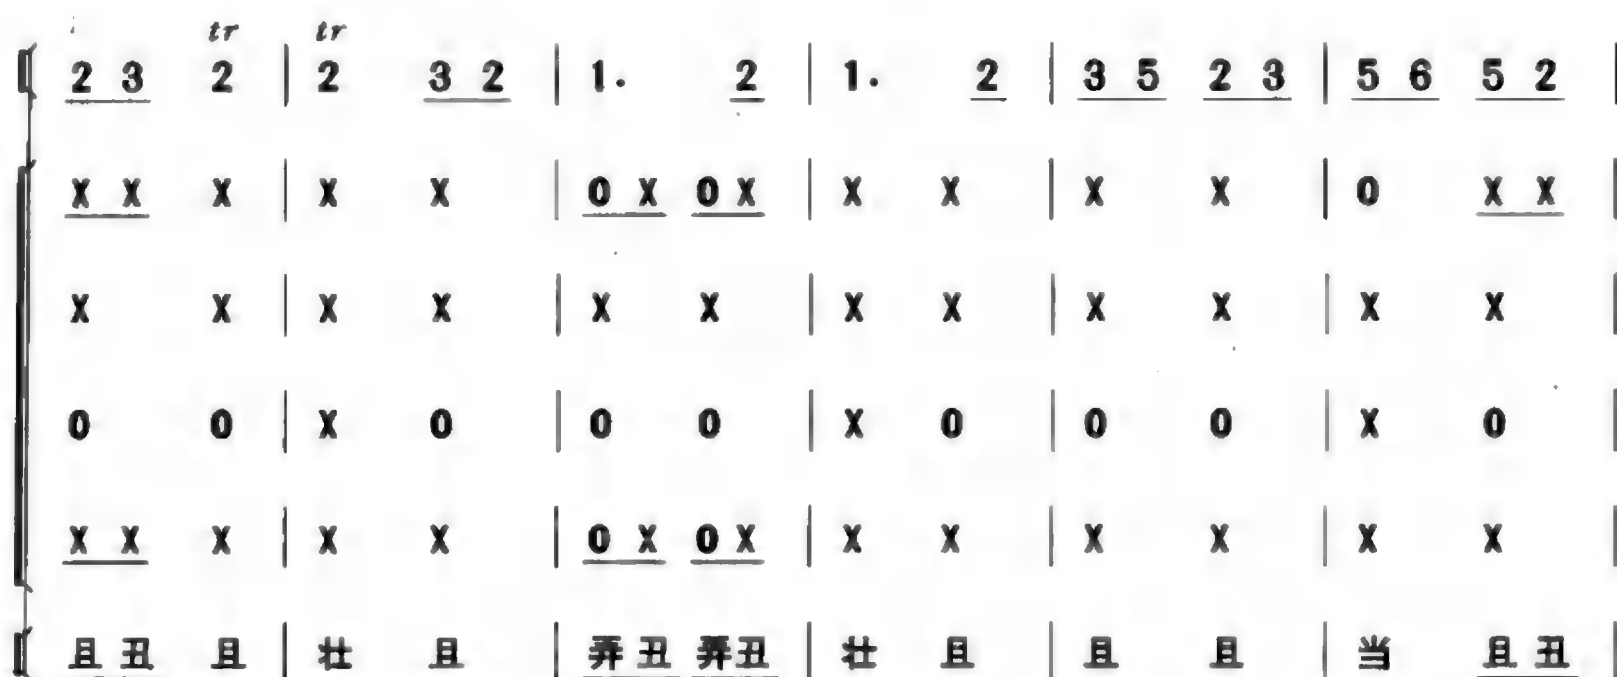 tr tr
2 3 2 | 2 3 2 | 1. 2 | 1. 2 | 3 5 2 3 | 5 6 5 2 |
X X X | X X | 0 X 0 X | X X | X X | 0 X X |
X X | X X | X X | X X | X X | X X |
0 0 | X 0 | 0 0 | X 0 | 0 0 | X 0 |
X X X | X X | 0 X 0 X | X X | X X | X X |
且 丑 且 | 壮 且 | 弄 丑 弄 丑 | 壮 且 | 且 且 | 当 且 丑 |